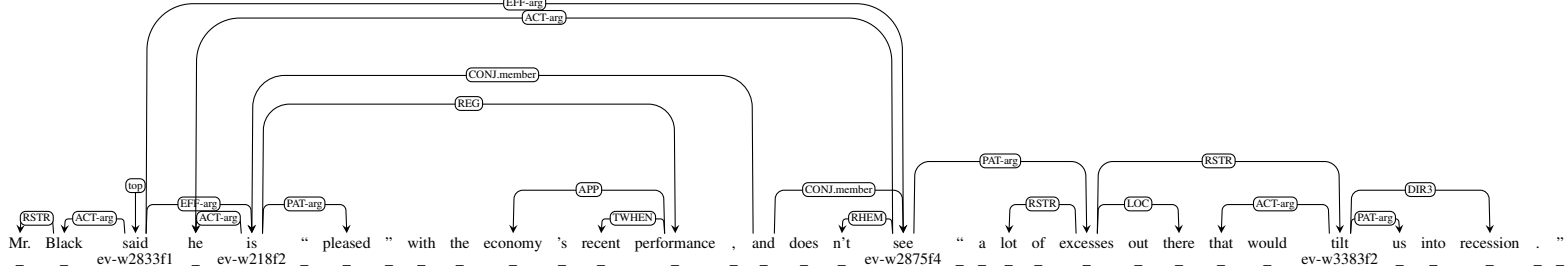 EFF-arg
ACT-arg
CONJ.member
REG
PAT-arg RSTR
top APP CONJ.member DIR3
EFF-arg PAT-arg RSTR LOC ACT-arg
RSTR ACT-arg ACT-arg TWHEN RHEM PAT-arg
Mr. Black said he is “ pleased ” with the economy ’s recent performance , and does n’t see “ a lot of excesses out there that would tilt us into recession . ”
ev-w2833f1 ev-w218f2 ev-w2875f4 ev-w3383f2
_ _ _ _ _ _ _ _ _ _ _ _ _ _ _ _ _ _ _ _ _ _ _ _ _ _ _ _ _ _ _ _ _